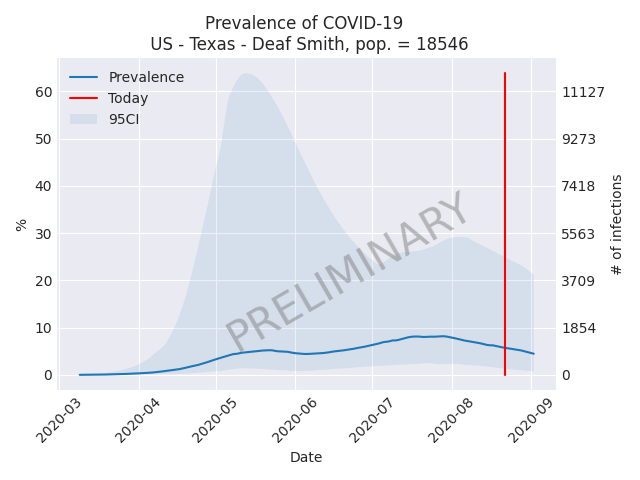 Prevalence of COVID-19
US - Texas - Deaf Smith, pop. = 18546
Prevalence
Today
95CI
60
50
40
30
20
10
0
%
11127
9273
7418
5563
3709
1854
0
# of infections
PRELIMINARY
2020-03
2020-04
2020-05
2020-06
2020-07
2020-08
2020-09
Date